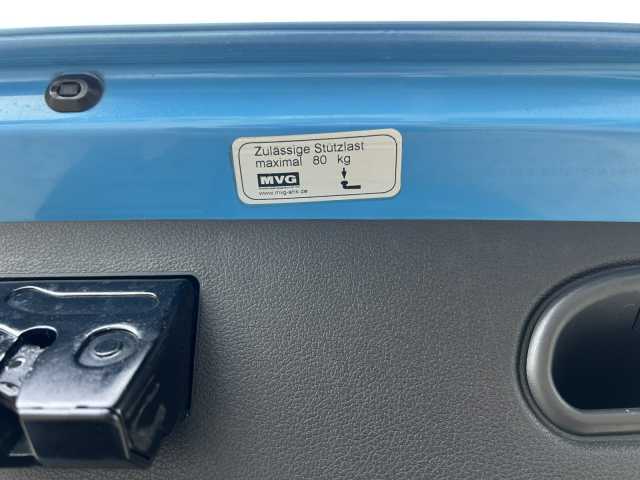 Zulässige Stützlast
maximal 80 kg
MVG
www.mvg-ahk.de